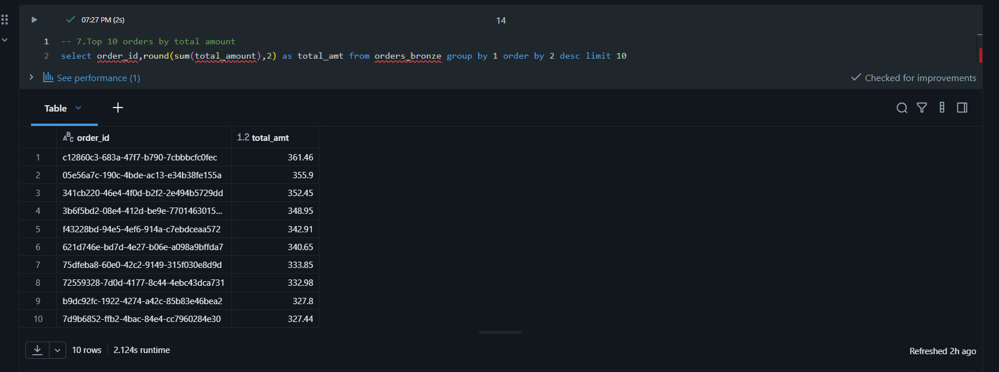 07:27 PM (2s)
14
1 -- 7.Top 10 orders by total amount
2 select order_id,round(sum(total_amount),2) as total_amt from orders_bronze group by 1 order by 2 desc limit 10
See performance (1)
Checked for improvements
Table
ABC order_id 1.2 total_amt
1 c12860c3-683a-47f7-b790-7cbbbcfc0fec 361.46
2 05e56a7c-190c-4bde-ac13-e34b38fe155a 355.9
3 341cb220-46e4-4f0d-b2f2-2e494b5729dd 352.45
4 3b6f5bd2-08e4-412d-be9e-7701463015... 348.95
5 f43228bd-94e5-4ef6-914a-c7ebdceaa572 342.91
6 621d746e-bd7d-4e27-b06e-a098a9bffda7 340.65
7 75dfeba8-60e0-42c2-9149-315f030e8d9d 333.85
8 72559328-7d0d-4177-8c44-4ebc43dca731 332.98
9 b9dc92fc-1922-4274-a42c-85b83e46bea2 327.8
10 7d9b6852-ffb2-4bac-84e4-cc7960284e30 327.44
10 rows 2.124s runtime
Refreshed 2h ago